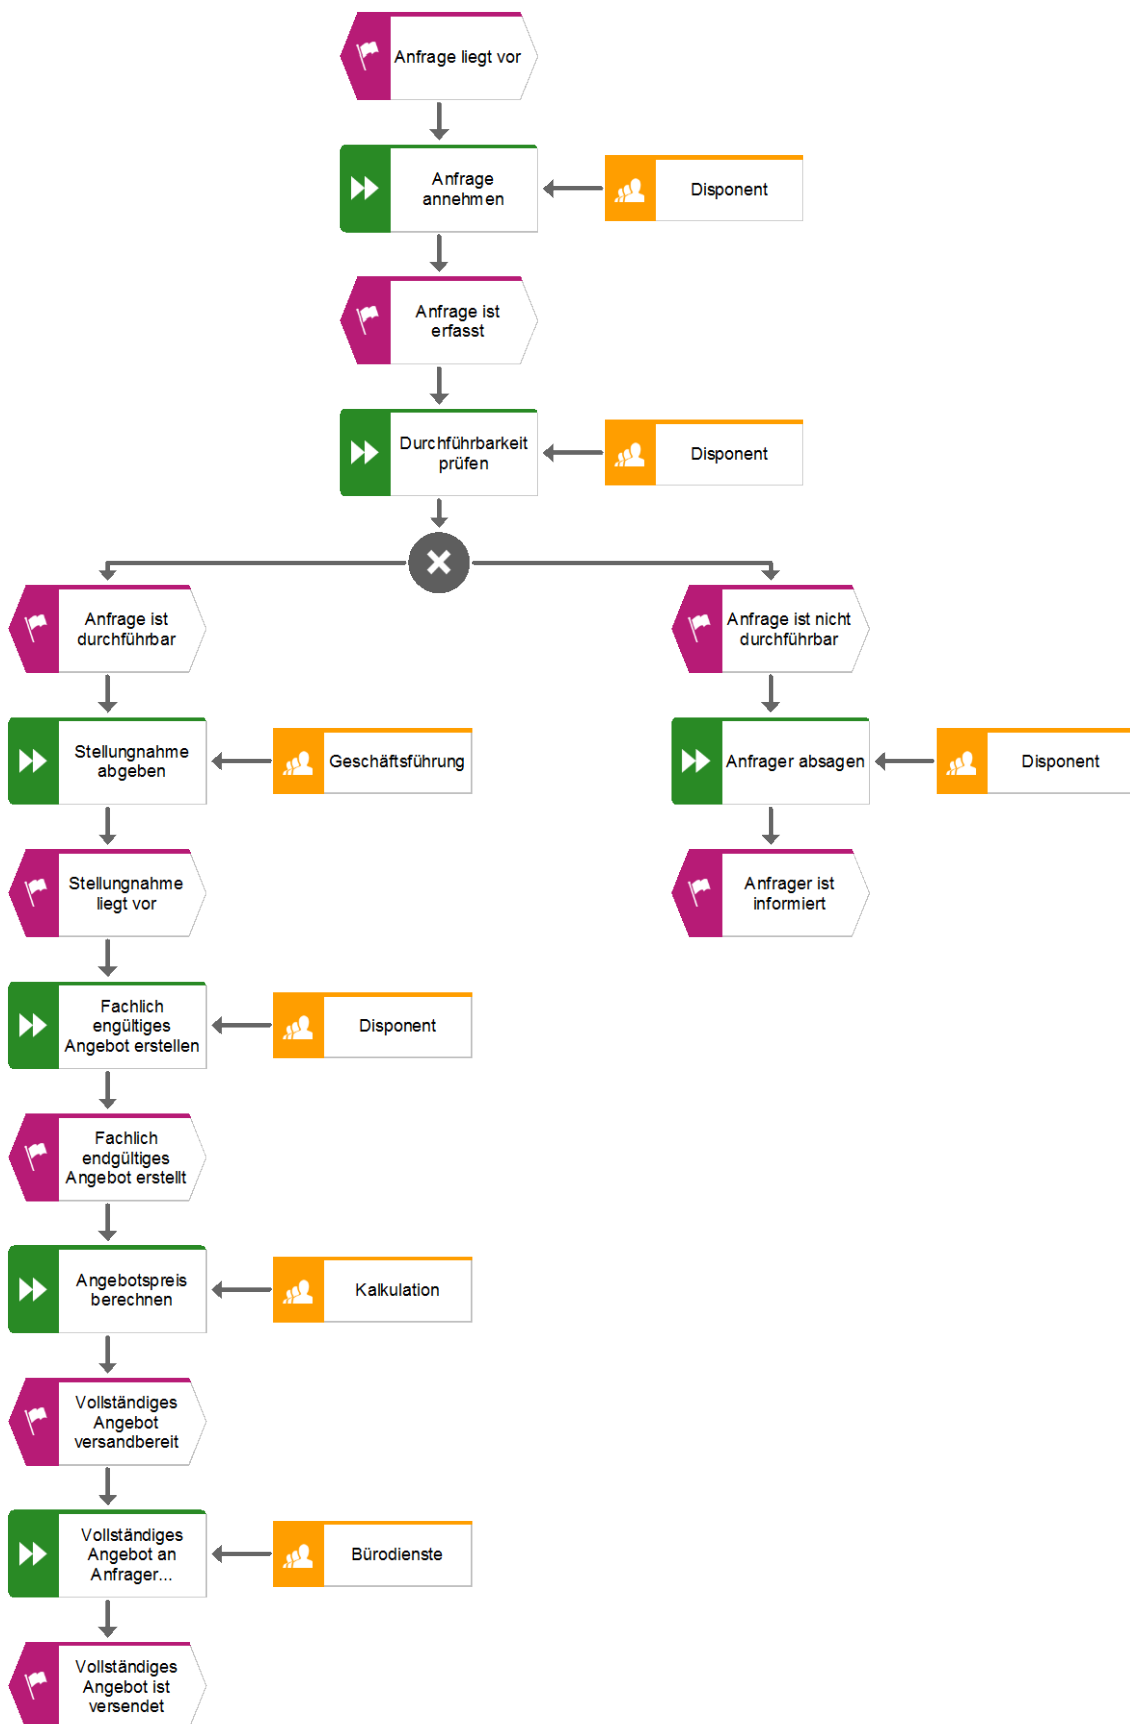 Anfrage liegt vor
Anfrage
annehmen
Disponent
Anfrage ist
erfasst
Durchführbarkeit
prüfen
Disponent
Anfrage ist
durchführbar
Anfrage ist nicht
durchführbar
Stellungnahme
abgeben
Geschäftsführung
Anfrager absagen
Disponent
Stellungnahme
liegt vor
Anfrager ist
informiert
Fachlich
engültiges
Angebot erstellen
Disponent
Fachlich
endgültiges
Angebot erstellt
Angebotspreis
berechnen
Kalkulation
Vollständiges
Angebot
versandbereit
Vollständiges
Angebot an
Anfrager...
Bürodienste
Vollständiges
Angebot ist
versendet